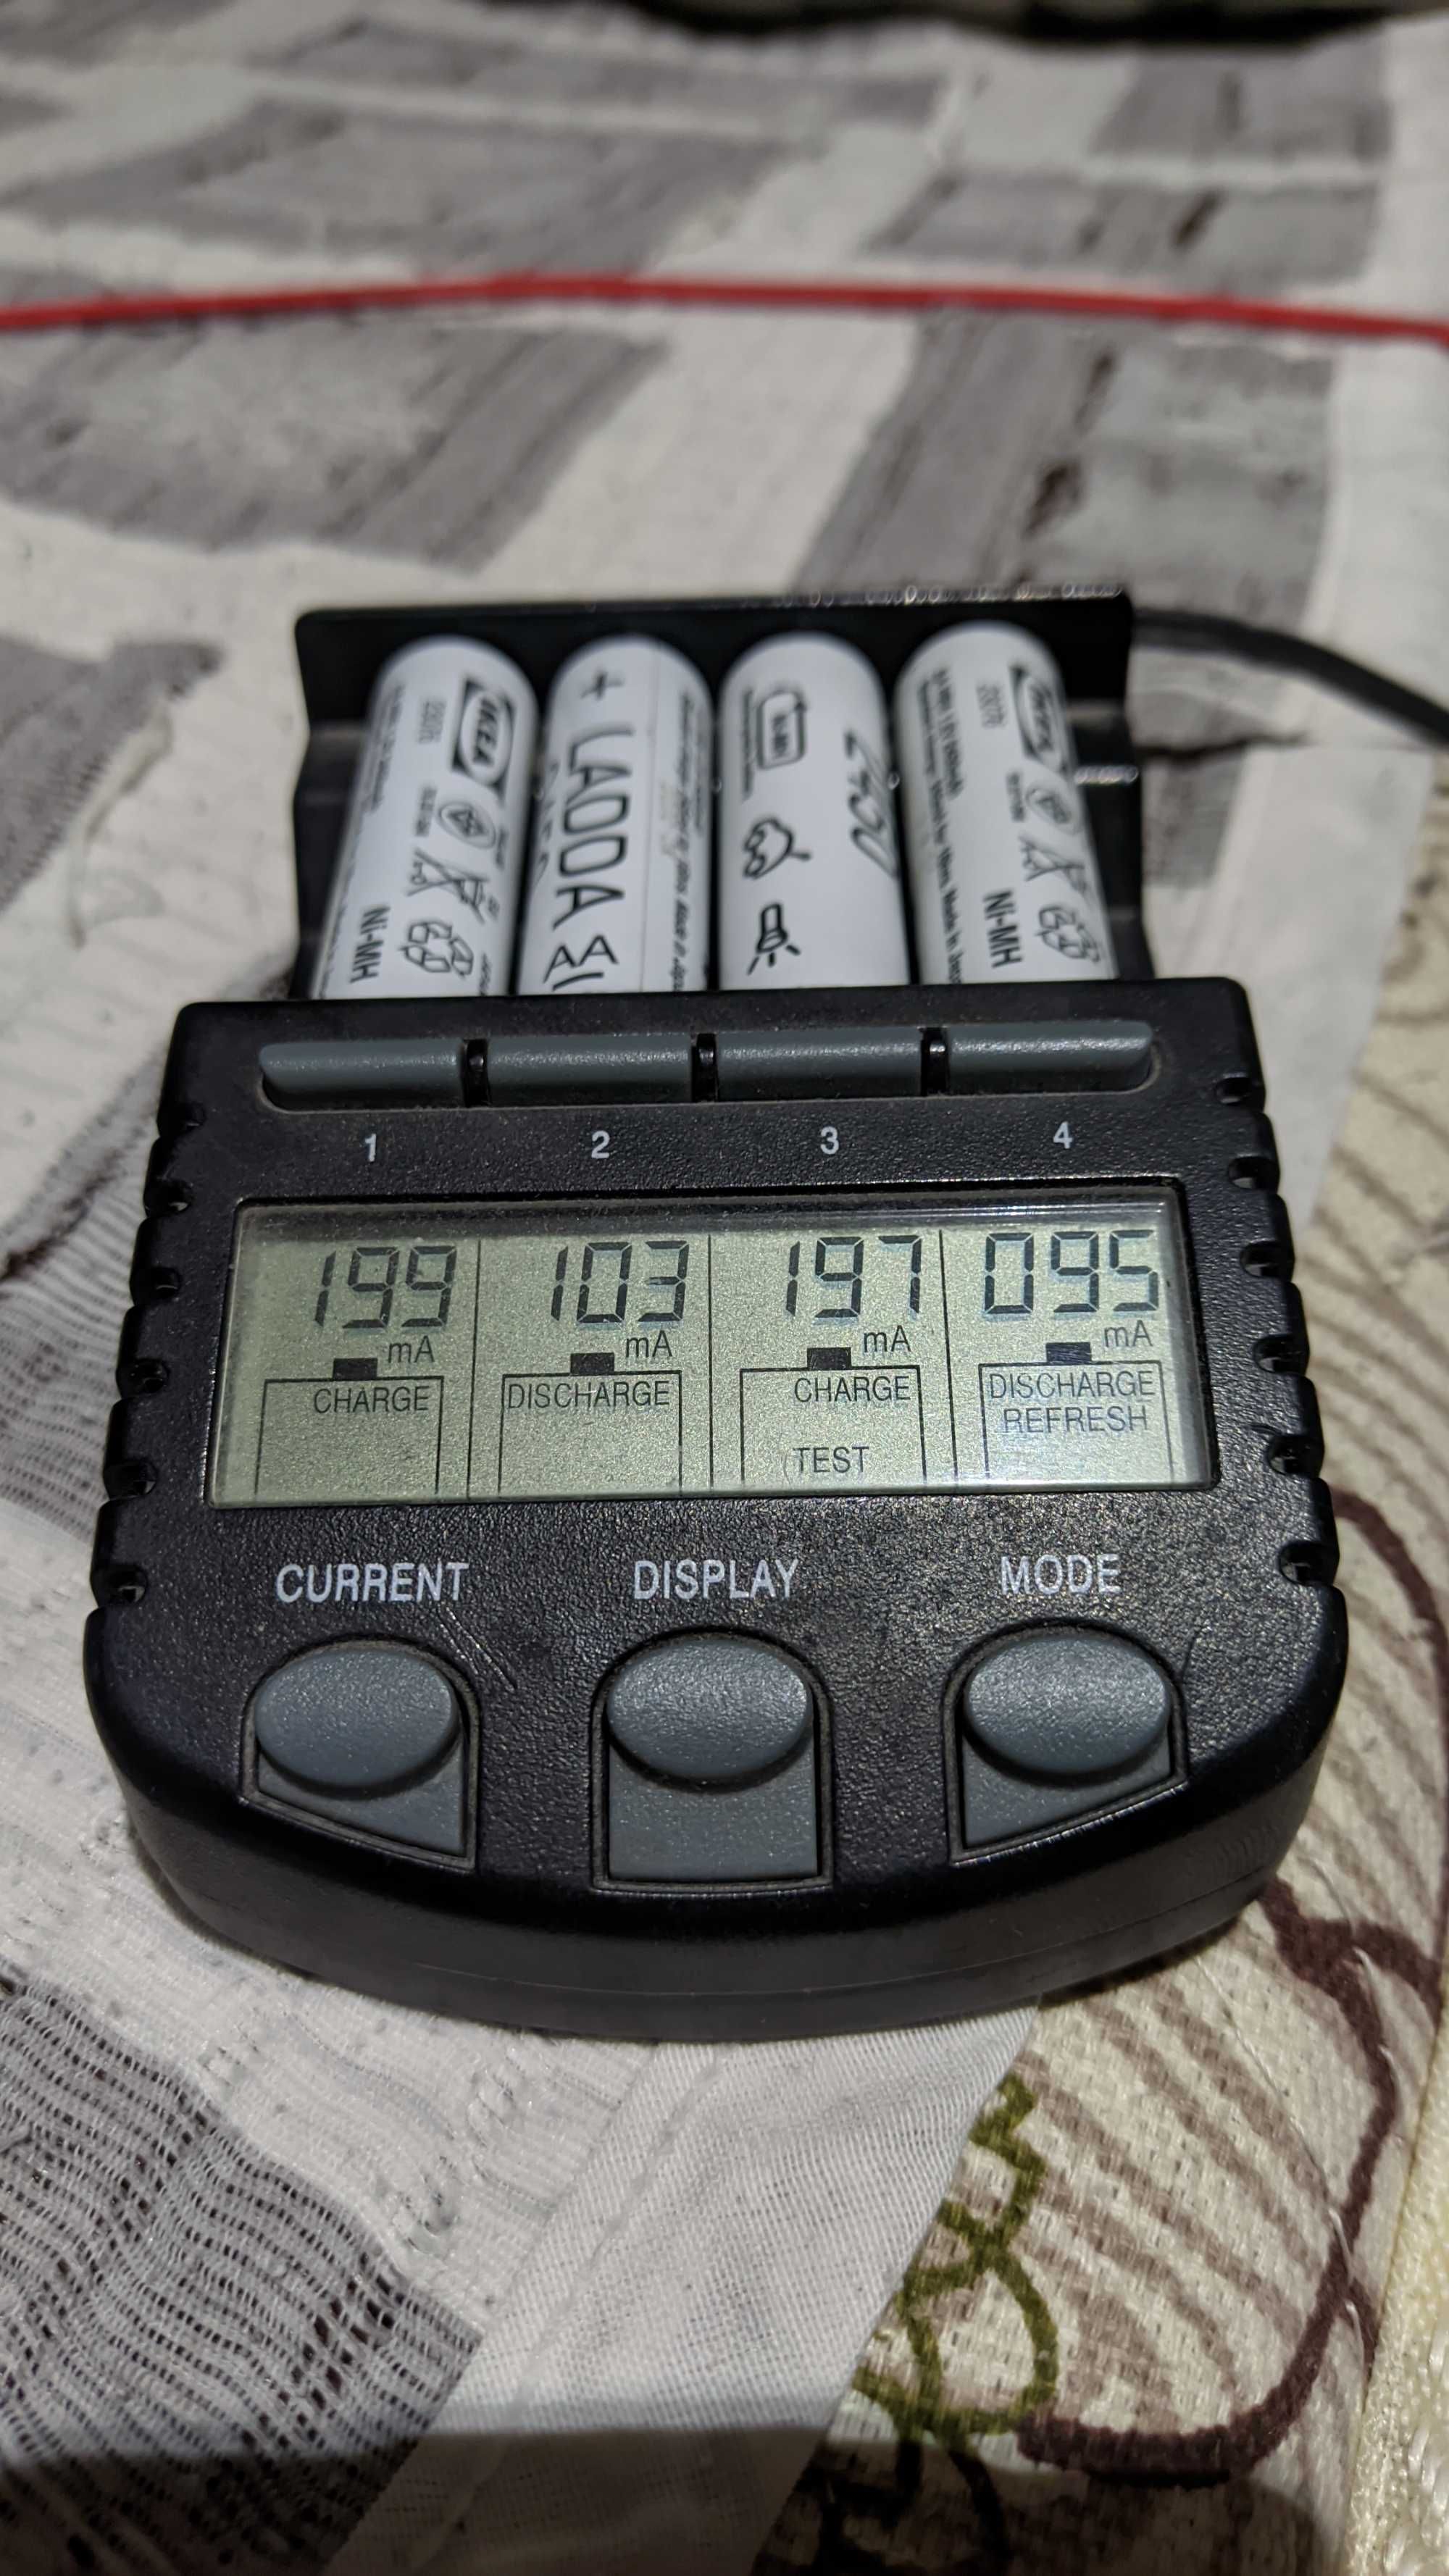 IKEA
Ni-MH
+ LADDA AA
2450
Ni-MH
1
2
3
4
199 mA
CHARGE
103 mA
DISCHARGE
197 mA
CHARGE
TEST
095 mA
DISCHARGE
REFRESH
CURRENT
DISPLAY
MODE